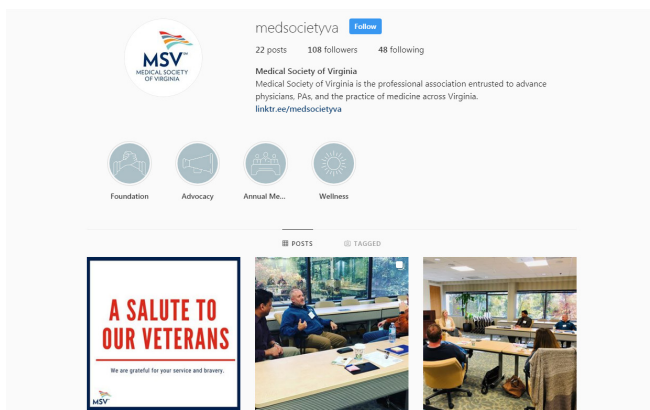 medsocietyva Follow
22 posts 108 followers 48 following
Medical Society of Virginia
Medical Society of Virginia is the professional association entrusted to advance
physicians, PAs, and the practice of medicine across Virginia.
linktr.ee/medsocietyva
MSV℠
MEDICAL SOCIETY
OF VIRGINIA
Foundation Advocacy Annual Me... Wellness
POSTS TAGGED
A SALUTE TO
OUR VETERANS
We are grateful for your service and bravery.
MSV